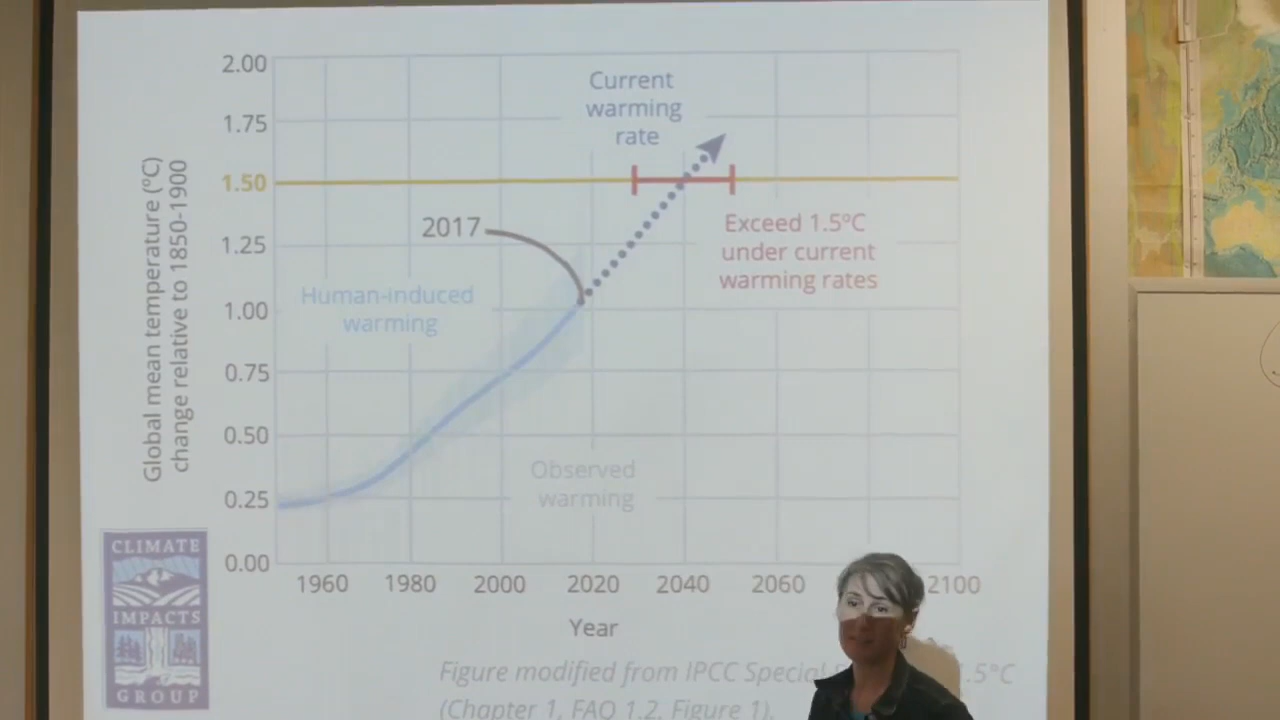 2.00
1.75
1.50
1.25
1.00
0.75
0.50
0.25
0.00
Global mean temperature (°C)
change relative to 1850-1900
Current
warming
rate
2017
Exceed 1.5°C
under current
warming rates
Human-induced
warming
Observed
warming
1960 1980 2000 2020 2040 2060 2100
Year
CLIMATE
IMPACTS
GROUP
Figure modified from IPCC Special .5°C
(Chapter 1, FAQ 1.2, Figure 1).